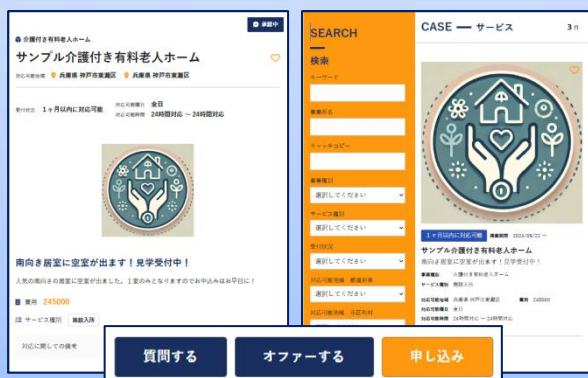 承認中
介護付き有料老人ホーム
サンプル介護付き有料老人ホーム
対応可能地域 兵庫県 神戸市東灘区 兵庫県 神戸市東灘区
受付状況 1ヶ月以内に対応可能
対応可能曜日 全日
対応可能時間 24時間対応 ～ 24時間対応
南向き居室に空室が出ます！見学受付中！
人気の南向きの居室に空室が出ました。１室のみとなりますのでお申込みはお早目に！
費用 245000
サービス種別 施設入所
対応に関しての備考
SEARCH
検索
キーワード
事業所名
キャッチコピー
事業種別
選択してください
サービス種別
選択してください
受付状況
選択してください
対応可能地域 都道府県
選択してください
対応可能地域 市区町村
CASE — サービス
3件
1ヶ月以内に対応可能 掲載期間 2024/08/22 ～
サンプル介護付き有料老人ホーム
南向き居室に空室が出ます！見学受付中！
事業種別 介護付き有料老人ホーム
サービス種別 施設入所
対応可能地域 兵庫県 神戸市東灘区 費用 245000
対応可能曜日 全日
対応可能時間 24時間対応 ～ 24時間対応
質問する
オファーする
申し込み